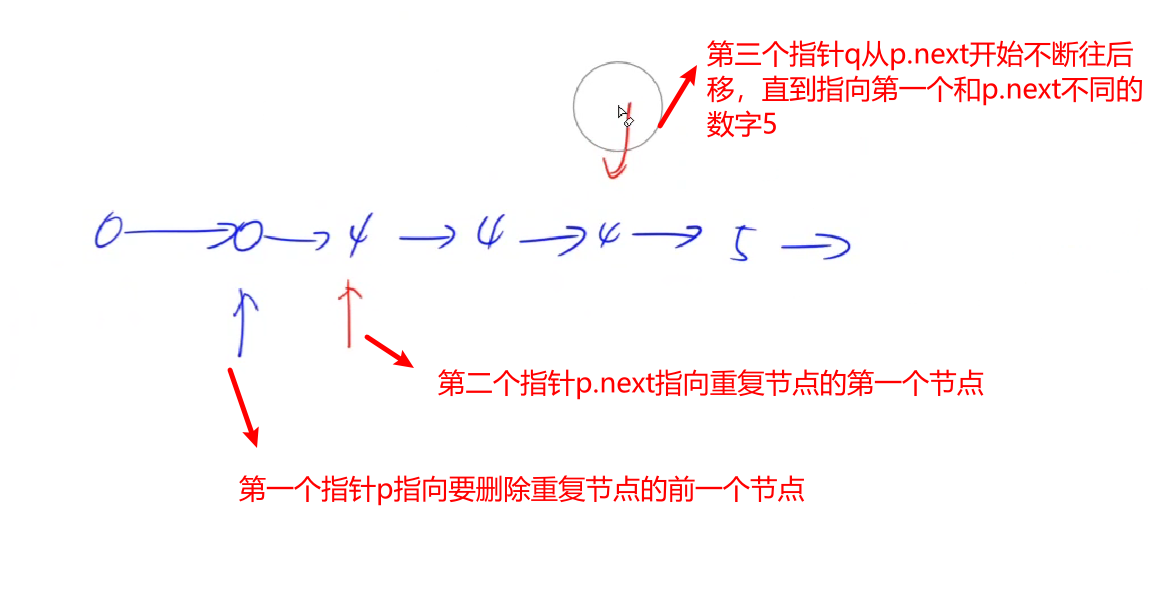 第三个指针q从p.next开始不断往后
移，直到指向第一个和p.next不同的
数字5
0 → 0 → 4 → 4 → 4 → 5 →
第二个指针p.next指向重复节点的第一个节点
第一个指针p指向要删除重复节点的前一个节点